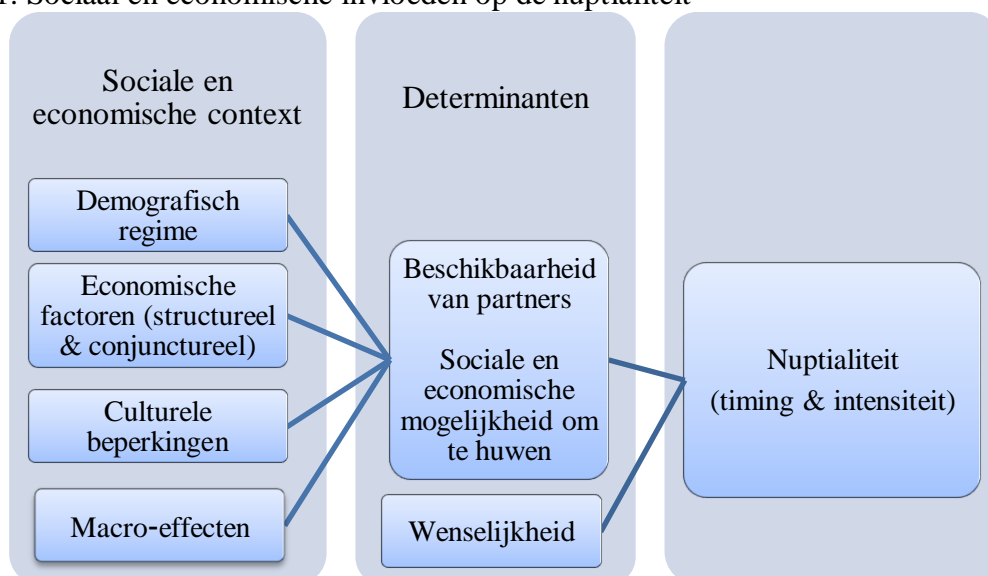 Sociaal en economische invloeden op de nuptialiteit
Sociale en
economische context
Demografisch
regime
Economische
factoren (structureel
& conjunctureel)
Culturele
beperkingen
Macro-effecten
Determinanten
Beschikbaarheid
van partners
Sociale en
economische
mogelijkheid om
te huwen
Wenselijkheid
Nuptialiteit
(timing & intensiteit)